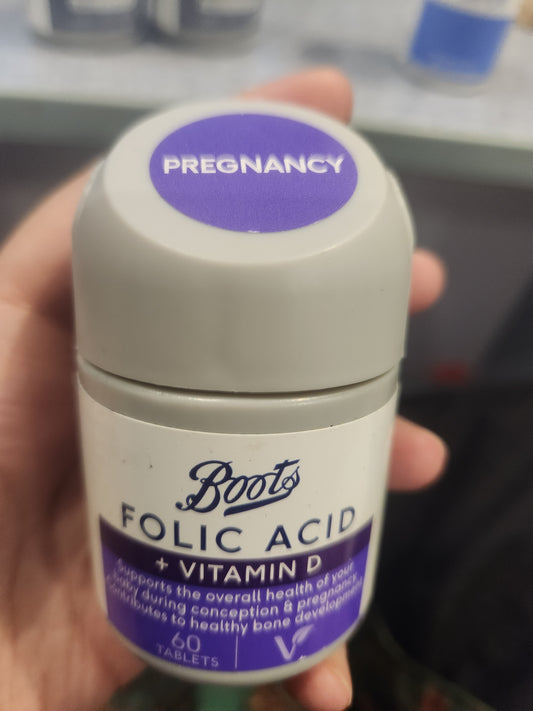 PREGNANCY
Boots
FOLIC ACID
+ VITAMIN D
Supports the overall health of your
baby during conception & pregnancy
Contributes to healthy bone development
60
TABLETS
V